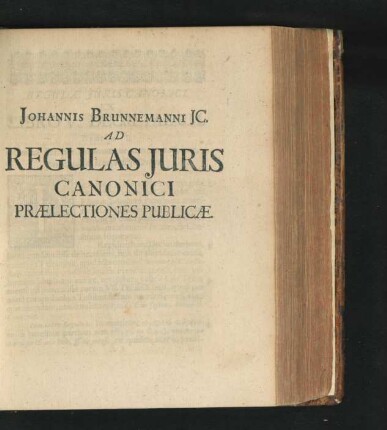 JOHANNIS BRUNNEMANNI JC.
AD
REGULAS JURIS
CANONICI
PRÆLECTIONES PUBLICÆ.